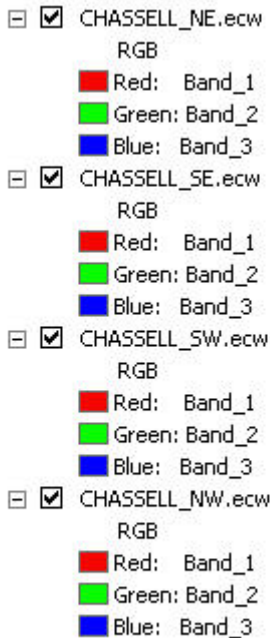 CHASSELL_NE.ecw
RGB
Red: Band_1
Green: Band_2
Blue: Band_3
CHASSELL_SE.ecw
RGB
Red: Band_1
Green: Band_2
Blue: Band_3
CHASSELL_SW.ecw
RGB
Red: Band_1
Green: Band_2
Blue: Band_3
CHASSELL_NW.ecw
RGB
Red: Band_1
Green: Band_2
Blue: Band_3